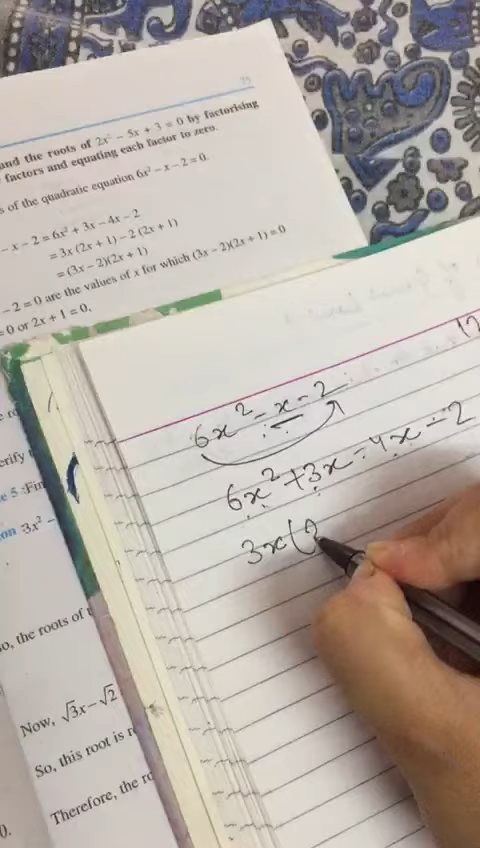 75
and the roots of 2x² – 5x + 3 = 0 by factorising
factors and equating each factor to zero.
s of the quadratic equation 6x² – x – 2 = 0.
– x – 2 = 6x² + 3x – 4x – 2
= 3x (2x + 1) – 2 (2x + 1)
= (3x – 2)(2x + 1)
– 2 = 0 are the values of x for which (3x – 2)(2x + 1) = 0
= 0 or 2x + 1 = 0.
6x² – x – 2
6x² + 3x – 4x – 2
3x(2
erify
e 5 : Fin
on 3x² –
o, the roots of
Now, √3x – √2
So, this root is r
Therefore, the ro
0.